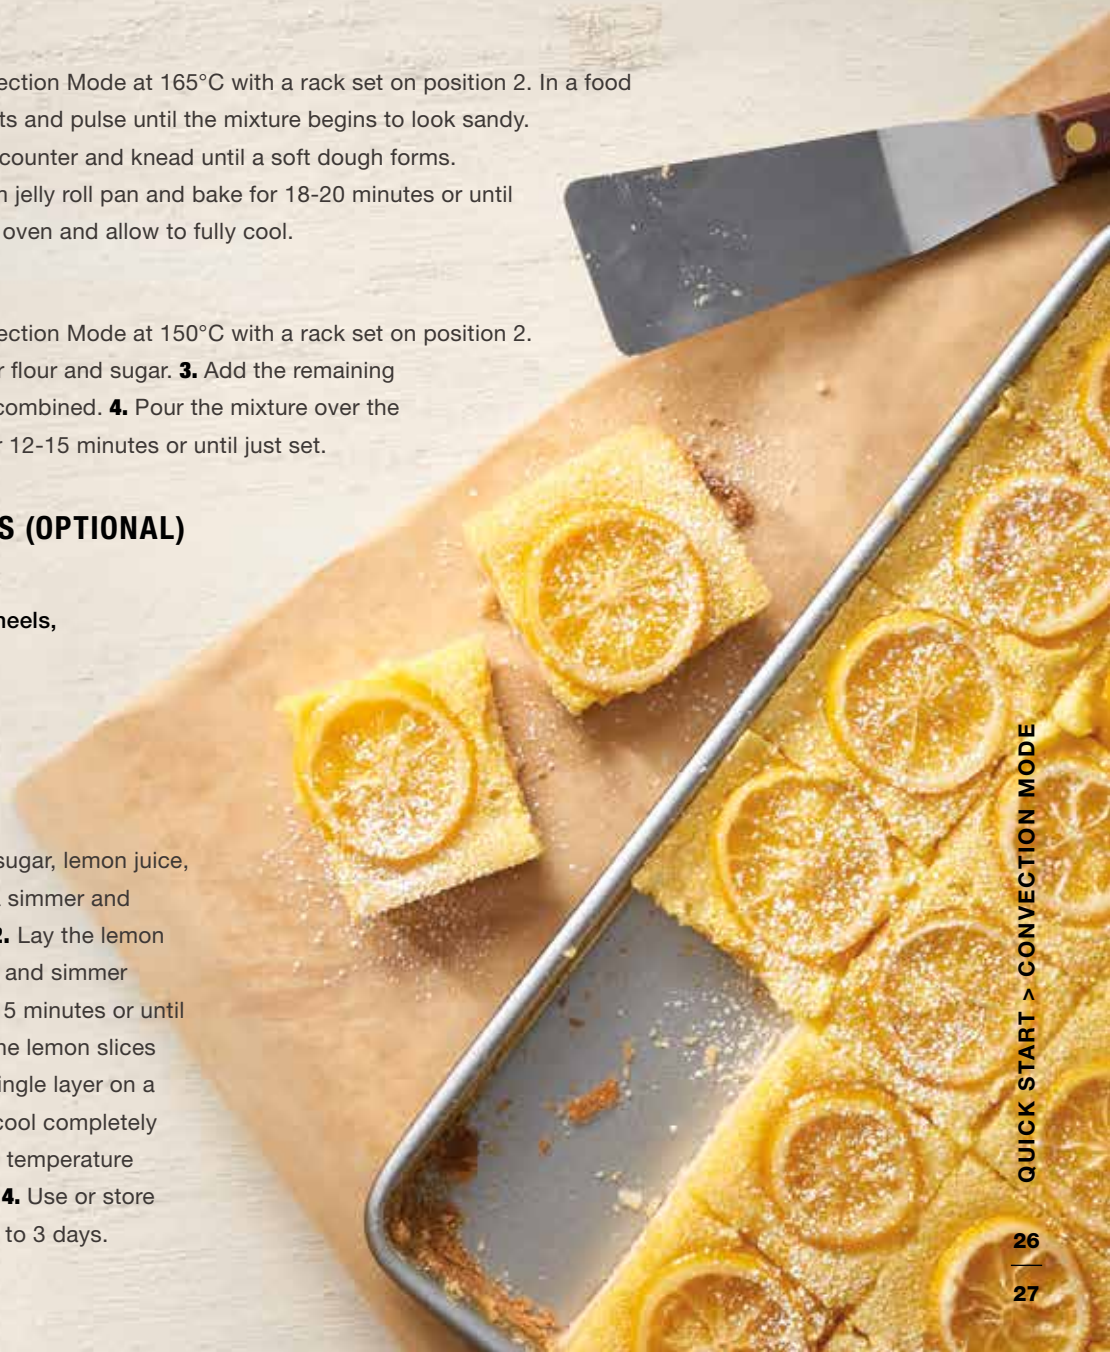 ection Mode at 165°C with a rack set on position 2. In a food
ts and pulse until the mixture begins to look sandy.
counter and knead until a soft dough forms.
jelly roll pan and bake for 18-20 minutes or until
oven and allow to fully cool.
ection Mode at 150°C with a rack set on position 2.
r flour and sugar. 3. Add the remaining
combined. 4. Pour the mixture over the
r 12-15 minutes or until just set.
S (OPTIONAL)
heels,
sugar, lemon juice,
simmer and
2. Lay the lemon
and simmer
5 minutes or until
he lemon slices
ingle layer on a
cool completely
temperature
4. Use or store
to 3 days.
QUICK START > CONVECTION MODE
26
27